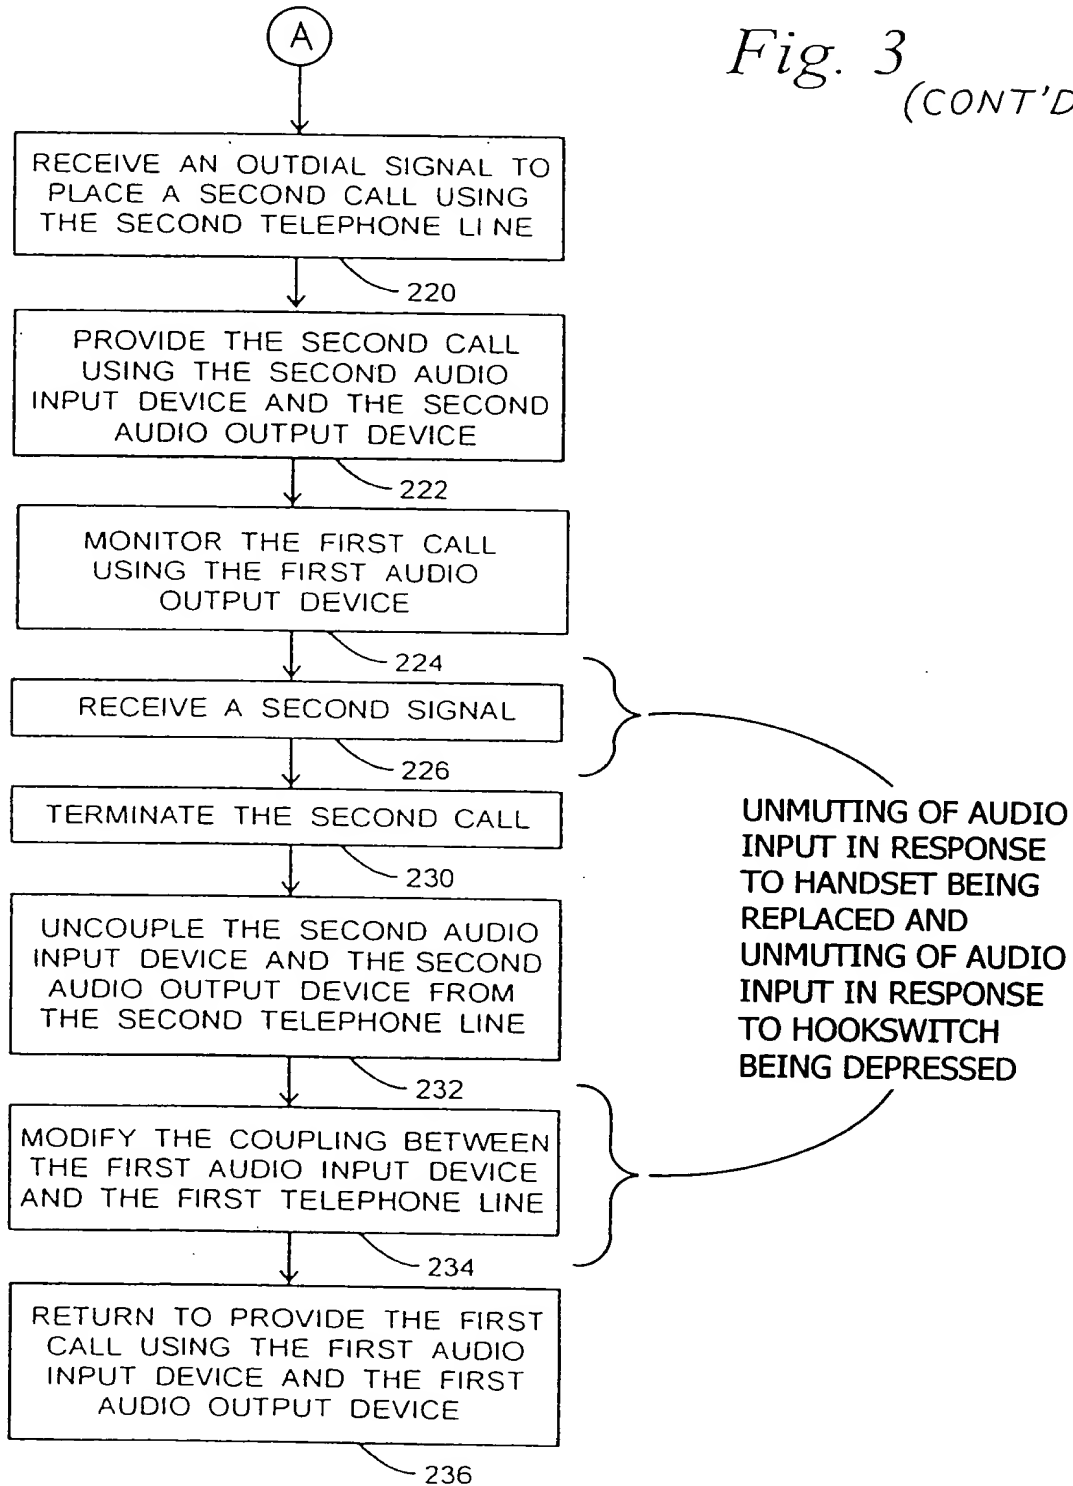 A
Fig. 3
(CONT'D
RECEIVE AN OUTDIAL SIGNAL TO
PLACE A SECOND CALL USING
THE SECOND TELEPHONE LINE
220
PROVIDE THE SECOND CALL
USING THE SECOND AUDIO
INPUT DEVICE AND THE SECOND
AUDIO OUTPUT DEVICE
222
MONITOR THE FIRST CALL
USING THE FIRST AUDIO
OUTPUT DEVICE
224
RECEIVE A SECOND SIGNAL
226
TERMINATE THE SECOND CALL
230
UNCOUPLE THE SECOND AUDIO
INPUT DEVICE AND THE SECOND
AUDIO OUTPUT DEVICE FROM
THE SECOND TELEPHONE LINE
232
MODIFY THE COUPLING BETWEEN
THE FIRST AUDIO INPUT DEVICE
AND THE FIRST TELEPHONE LINE
234
RETURN TO PROVIDE THE FIRST
CALL USING THE FIRST AUDIO
INPUT DEVICE AND THE FIRST
AUDIO OUTPUT DEVICE
236
UNMUTING OF AUDIO
INPUT IN RESPONSE
TO HANDSET BEING
REPLACED AND
UNMUTING OF AUDIO
INPUT IN RESPONSE
TO HOOKSWITCH
BEING DEPRESSED